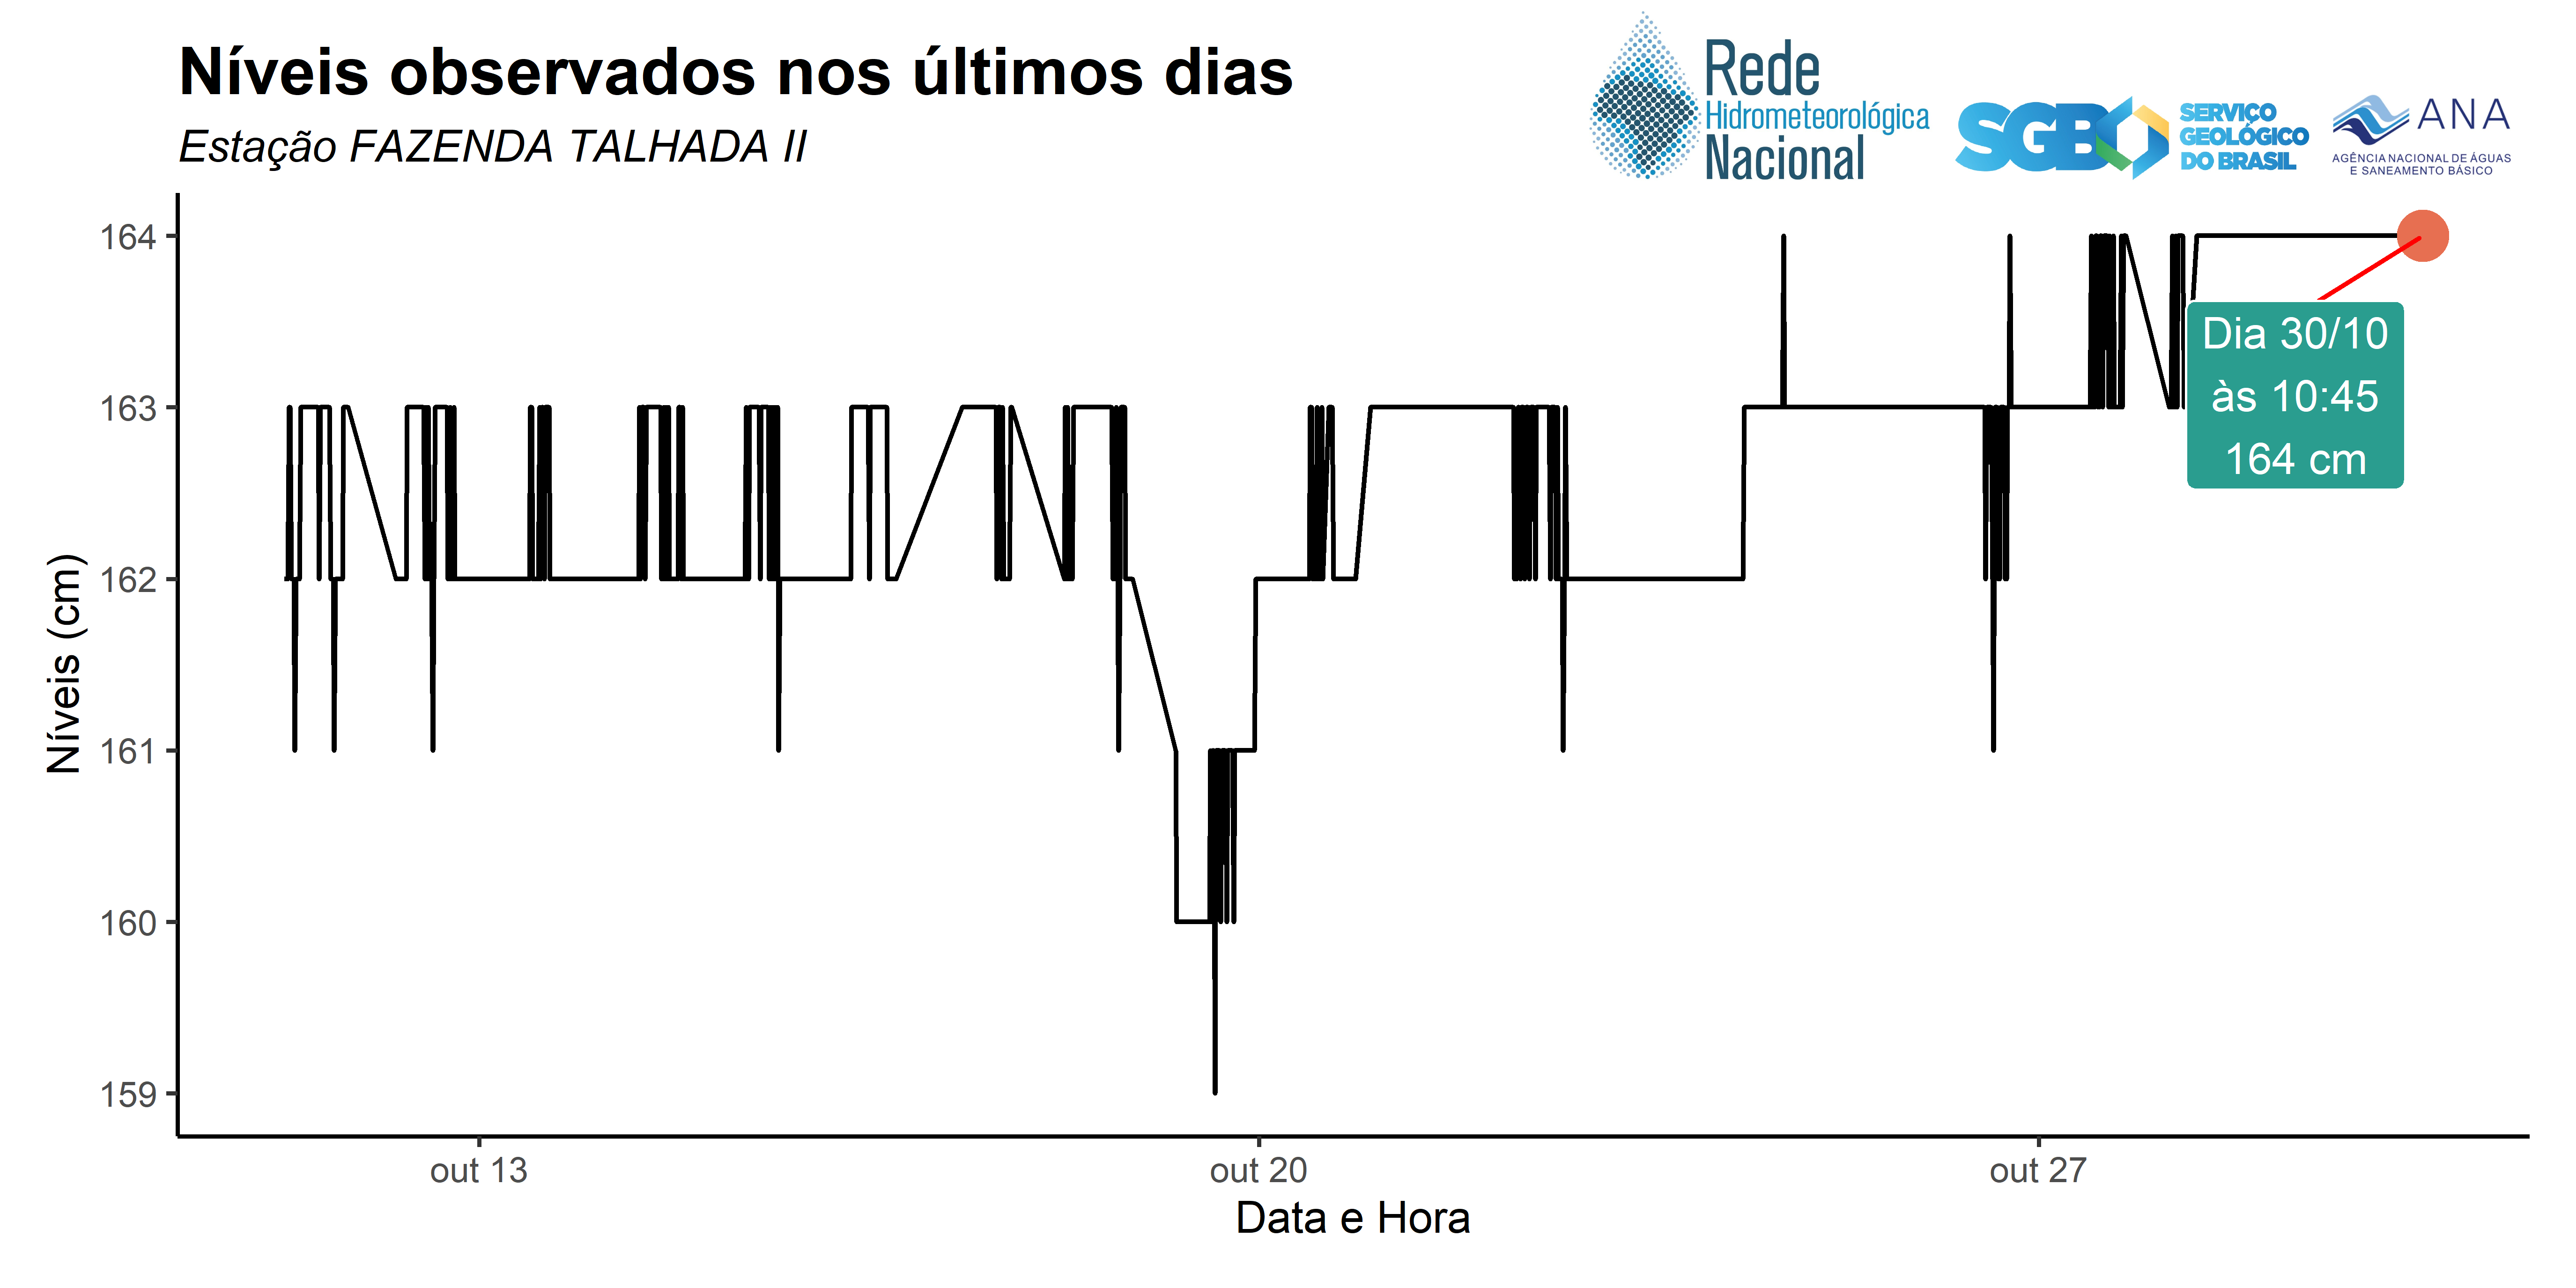 Níveis observados nos últimos dias
Estação FAZENDA TALHADA II
Rede
Hidrometeorológica
Nacional
SGB
SERVIÇO
GEOLÓGICO
DO BRASIL
ANA
AGÊNCIA NACIONAL DE ÁGUAS
E SANEAMENTO BÁSICO
164
163
162
161
160
159
Níveis (cm)
Dia 30/10
às 10:45
164 cm
out 13
out 20
out 27
Data e Hora